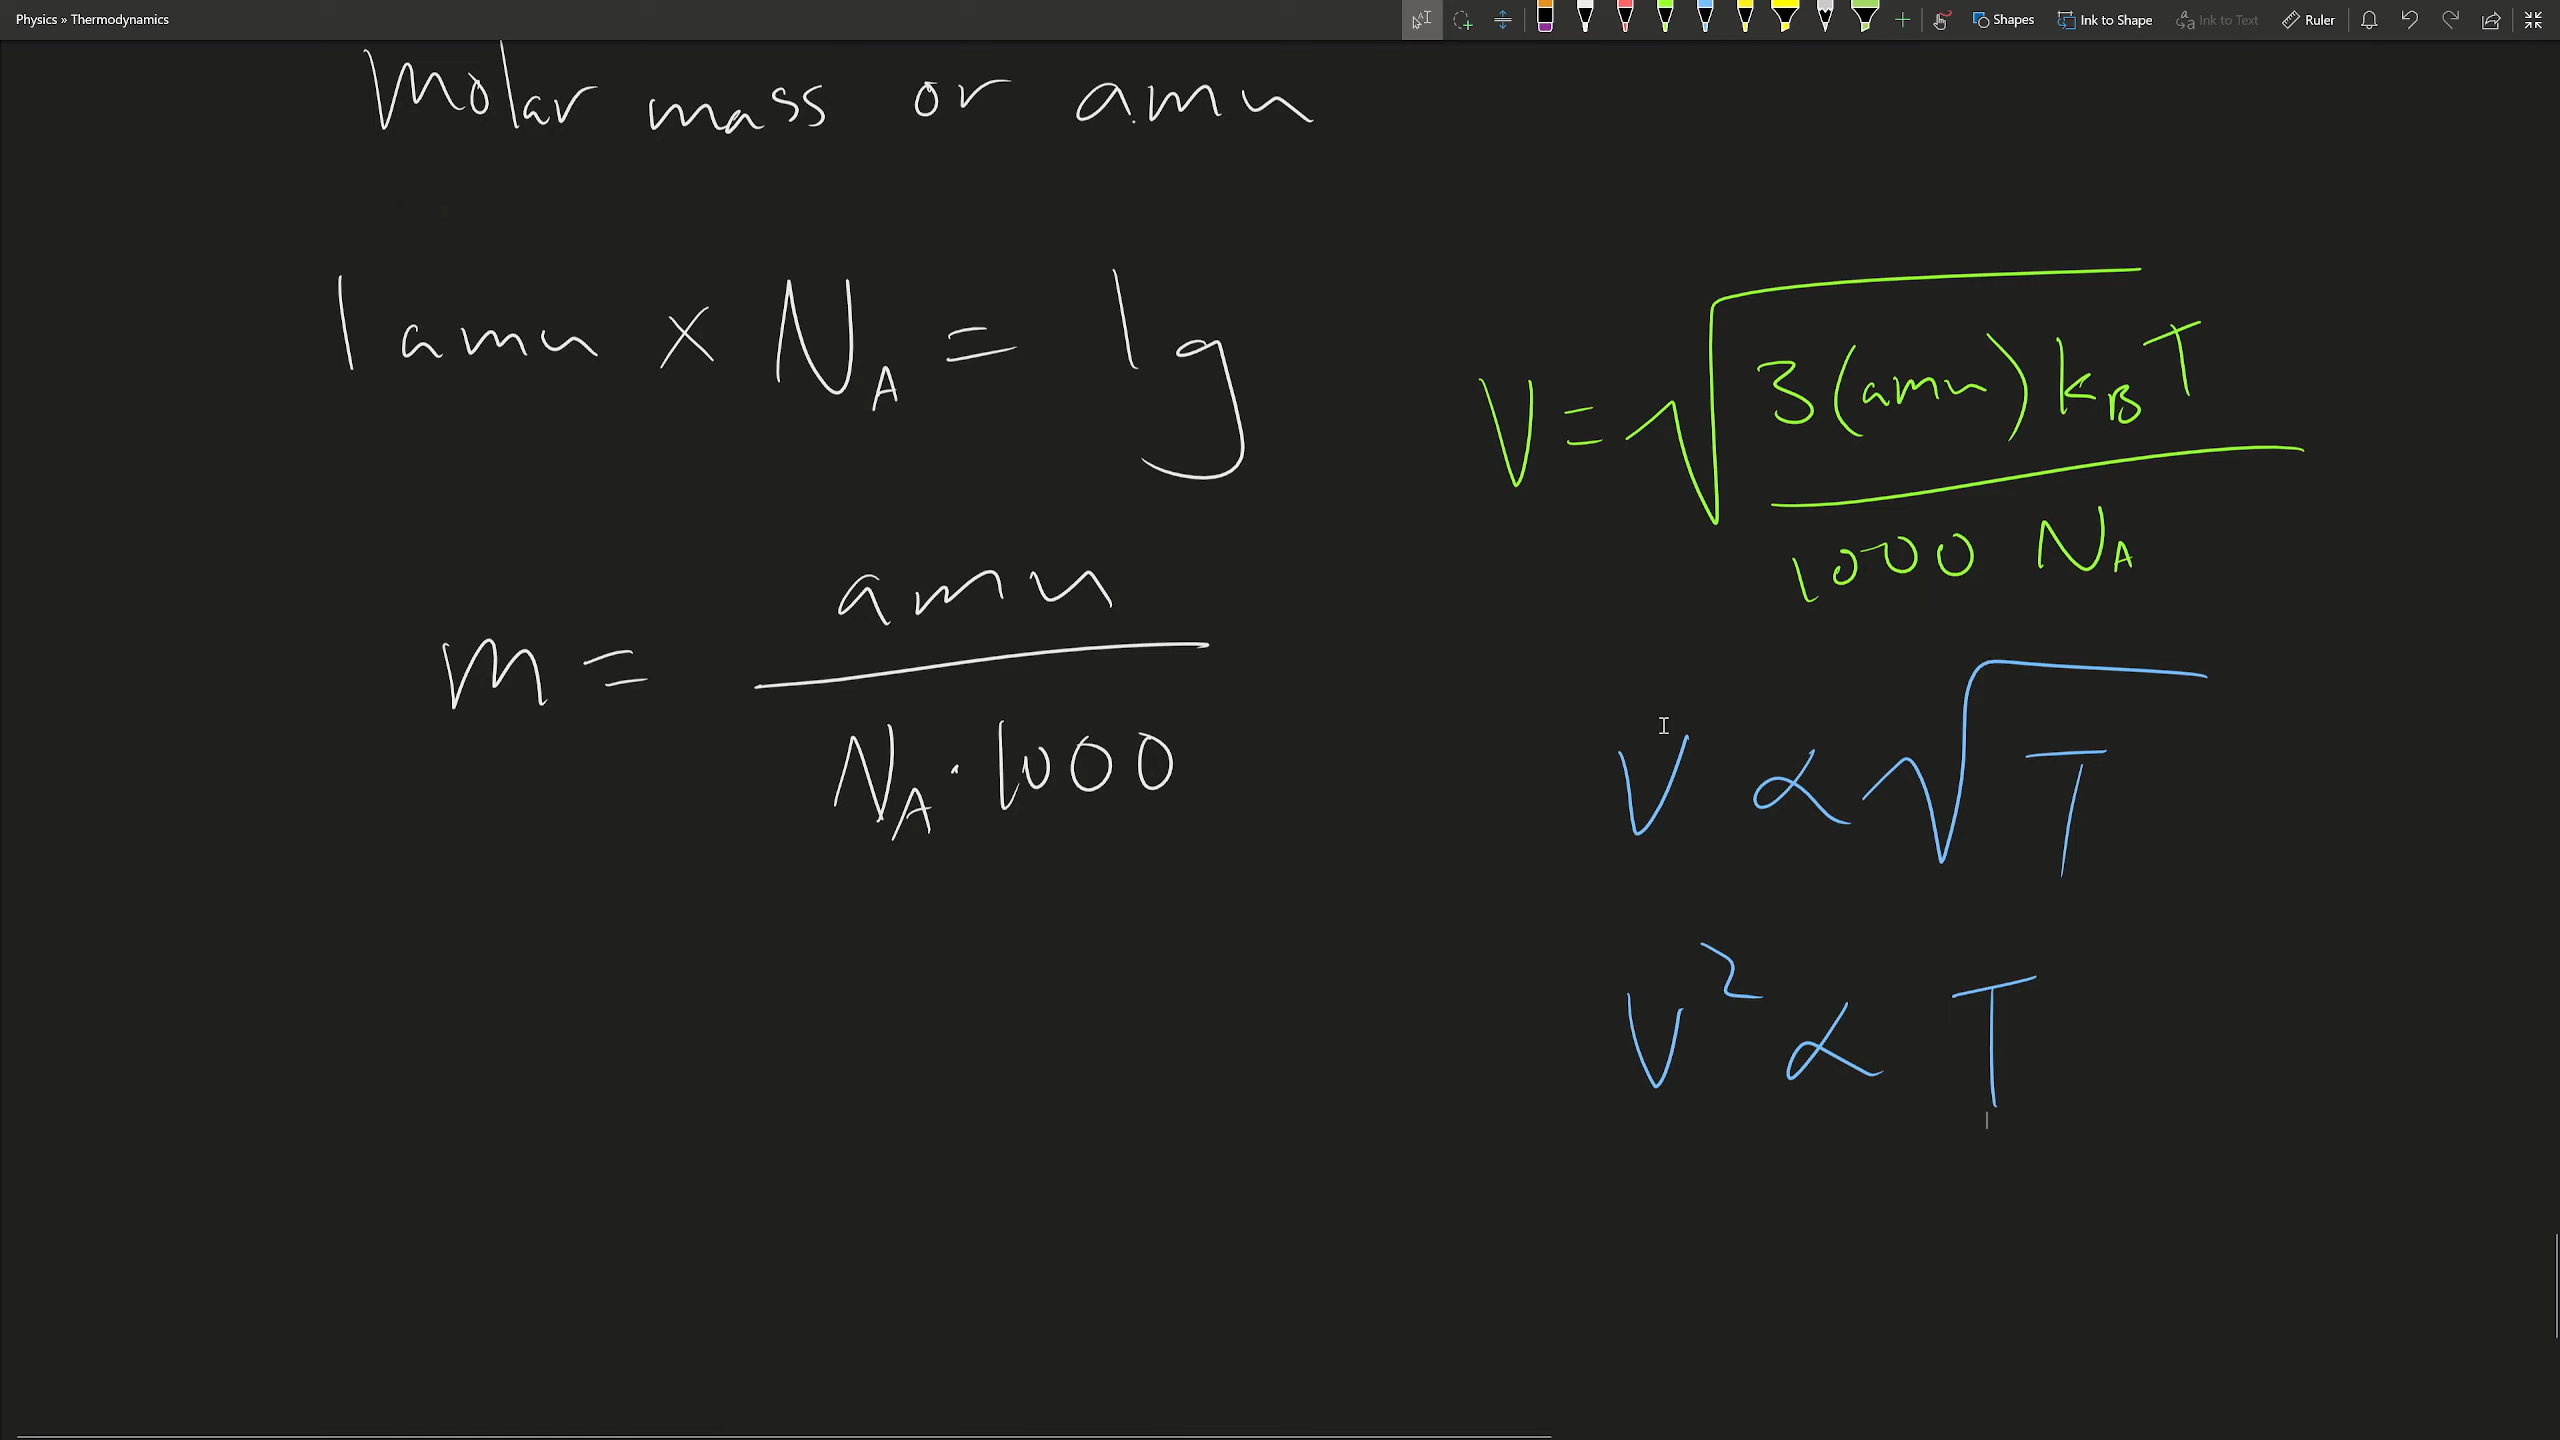 Physics » Thermodynamics
Shapes Ink to Shape Ink to Text Ruler
Molar mass or amu
1 amu × N_A = 1 g
m = amu / (N_A · 1000)
V = √(3(amu) k_B T / 1000 N_A)
V ∝ √T
V² ∝ T